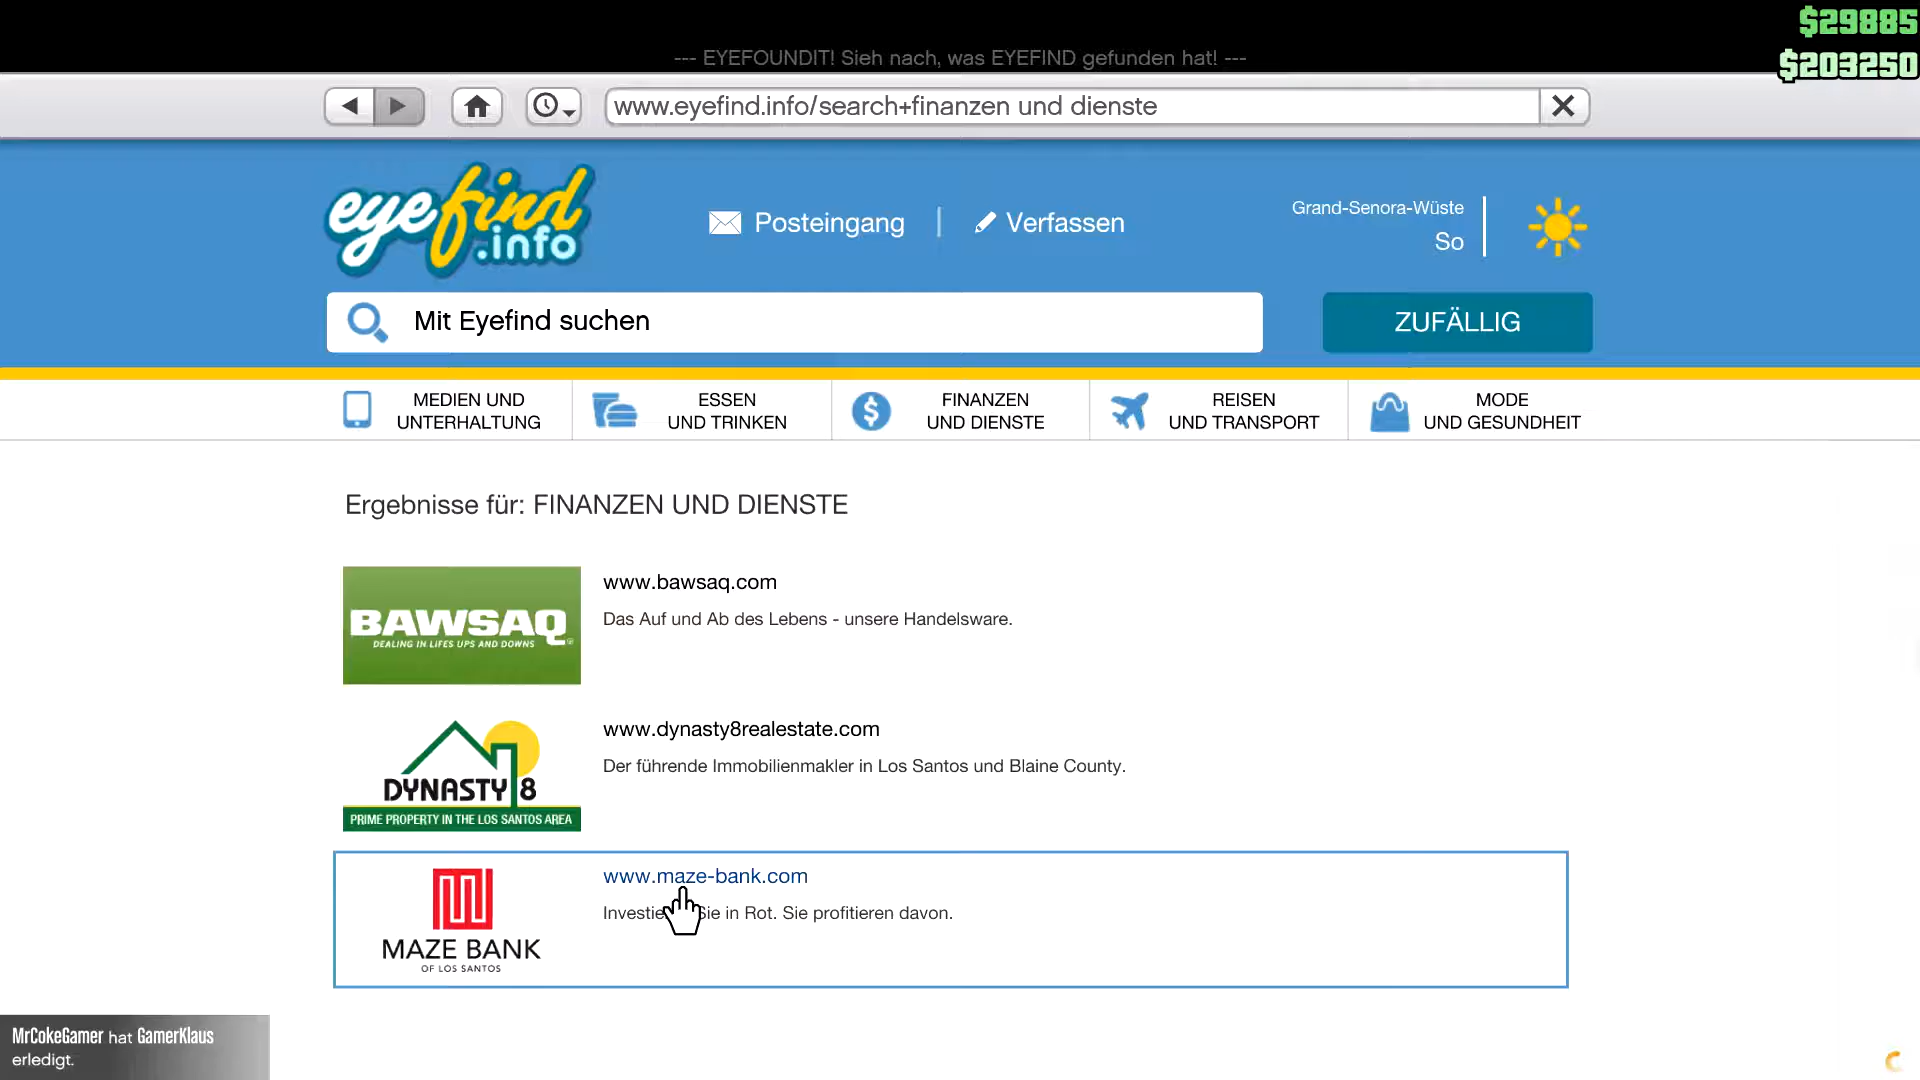 $29885
$203250
--- EYEFOUNDIT! Sieh nach, was EYEFIND gefunden hat! ---
www.eyefind.info/search+finanzen und dienste
eyefind.info
Posteingang
Verfassen
Grand-Senora-Wüste
So
Mit Eyefind suchen
ZUFÄLLIG
MEDIEN UND
UNTERHALTUNG
ESSEN
UND TRINKEN
FINANZEN
UND DIENSTE
REISEN
UND TRANSPORT
MODE
UND GESUNDHEIT
Ergebnisse für: FINANZEN UND DIENSTE
BAWSAQ
DEALING IN LIFES UPS AND DOWNS
www.bawsaq.com
Das Auf und Ab des Lebens - unsere Handelsware.
DYNASTY 8
PRIME PROPERTY IN THE LOS SANTOS AREA
www.dynasty8realestate.com
Der führende Immobilienmakler in Los Santos und Blaine County.
MAZE BANK
OF LOS SANTOS
www.maze-bank.com
Sie in Rot. Sie profitieren davon.
MrCokeGamer hat GamerKlaus
erledigt.